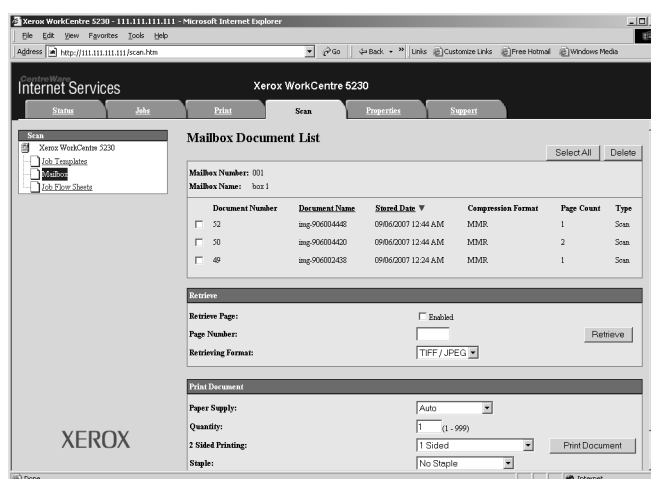 Xerox WorkCentre 5230 - 111.111.111.111 - Microsoft Internet Explorer
File Edit View Favorites Tools Help
Address http://111.111.111.111/scan.htm Go Back » Links Customize Links Free Hotmail Windows Media
CentreWare
Internet Services
Xerox WorkCentre 5230
Status Jobs Print Scan Properties Support
Scan
Xerox WorkCentre 5230
Job Templates
Mailbox
Job Flow Sheets
XEROX
Mailbox Document List
Select All Delete
Mailbox Number: 001
Mailbox Name: box 1
Document Number Document Name Stored Date ▼ Compression Format Page Count Type
52 img-906004448 09/06/2007 12:44 AM MMR 1 Scan
50 img-906004420 09/06/2007 12:44 AM MMR 2 Scan
49 img-906002438 09/06/2007 12:24 AM MMR 1 Scan
Retrieve
Retrieve Page: Enabled
Page Number: Retrieve
Retrieving Format: TIFF / JPEG
Print Document
Paper Supply: Auto
Quantity: 1 (1 - 999)
2 Sided Printing: 1 Sided Print Document
Staple: No Staple
Done Internet